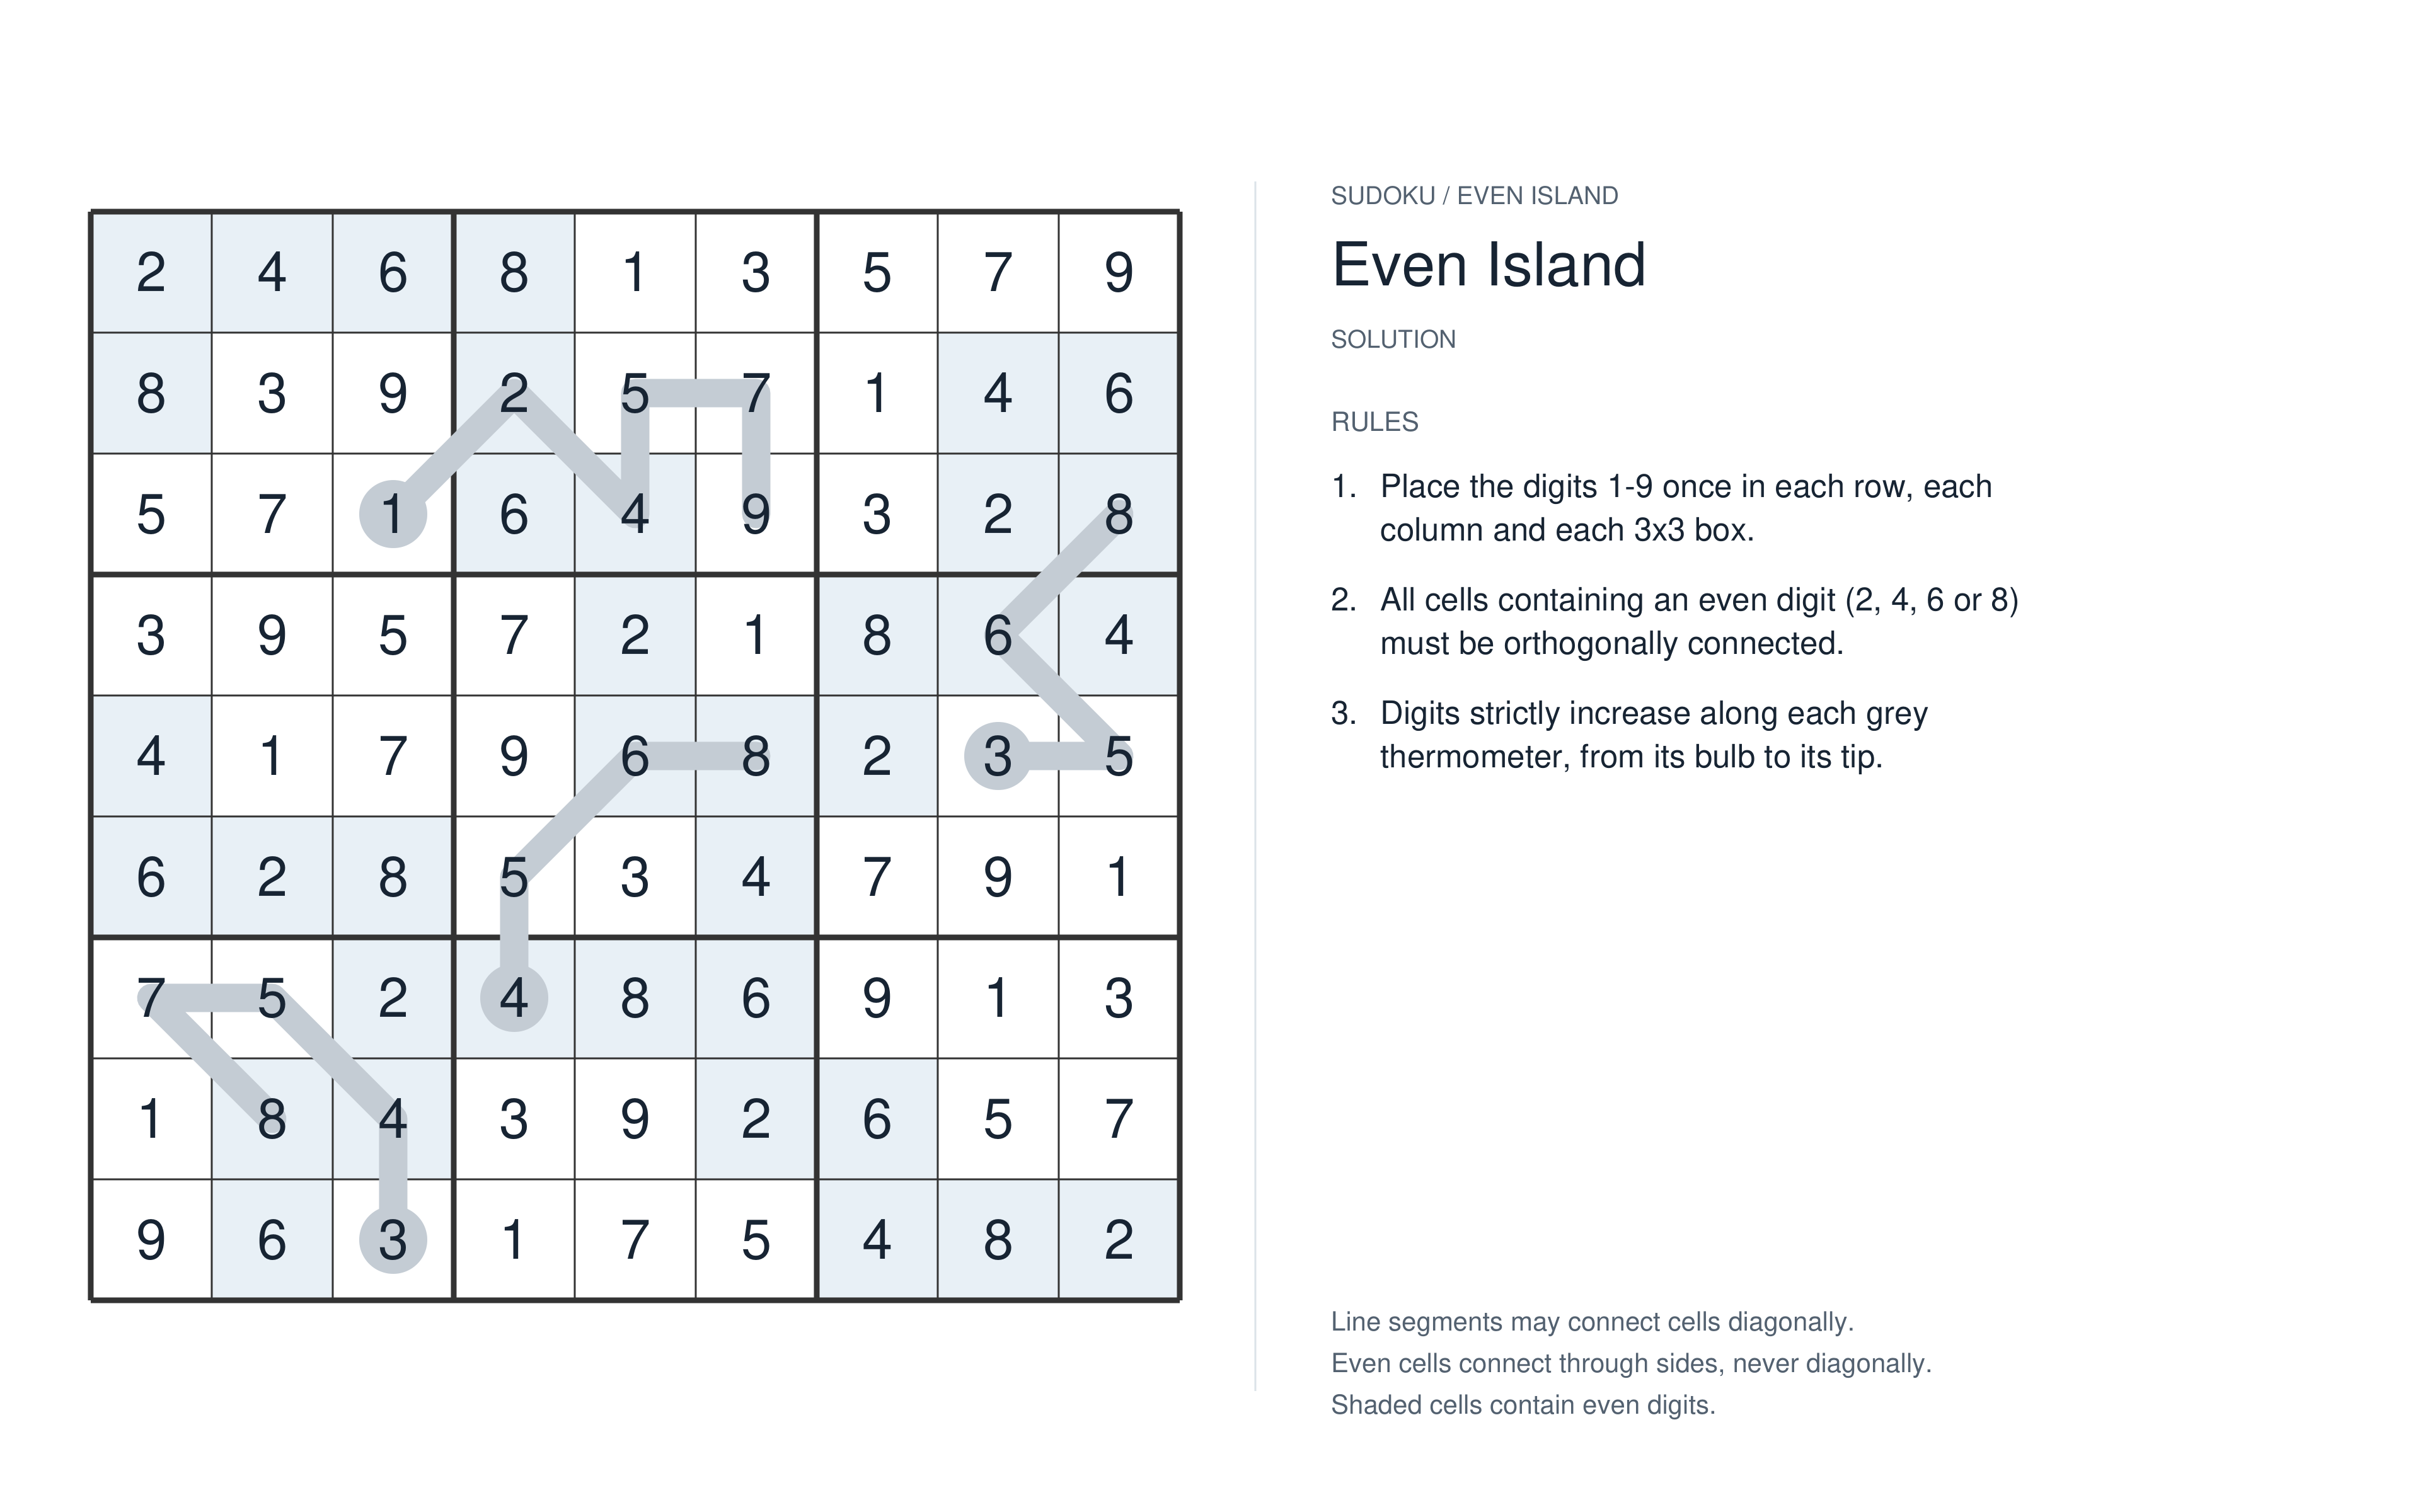 SUDOKU / EVEN ISLAND
Even Island
SOLUTION
RULES
1. Place the digits 1-9 once in each row, each
column and each 3x3 box.
2. All cells containing an even digit (2, 4, 6 or 8)
must be orthogonally connected.
3. Digits strictly increase along each grey
thermometer, from its bulb to its tip.
2 4 6 8 1 3 5 7 9
8 3 9 2 5 7 1 4 6
5 7 1 6 4 9 3 2 8
3 9 5 7 2 1 8 6 4
4 1 7 9 6 8 2 3 5
6 2 8 5 3 4 7 9 1
7 5 2 4 8 6 9 1 3
1 8 4 3 9 2 6 5 7
9 6 3 1 7 5 4 8 2
Line segments may connect cells diagonally.
Even cells connect through sides, never diagonally.
Shaded cells contain even digits.